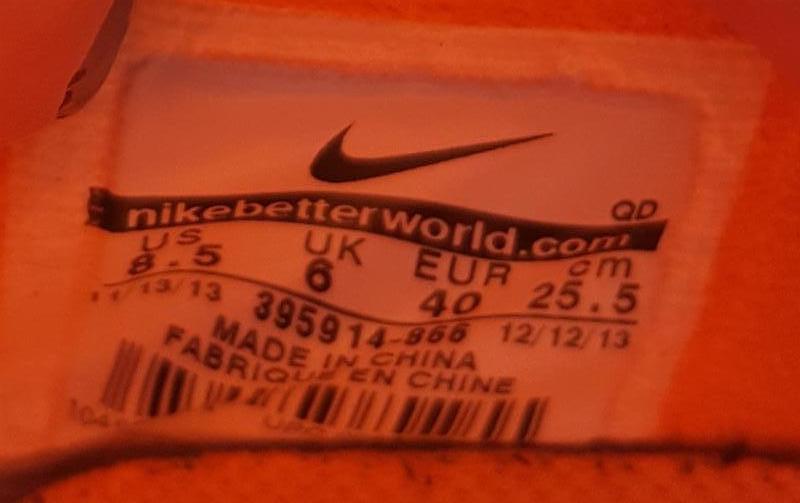 QD
nikebetterworld.com
US UK EUR cm
8.5 6 40 25.5
11/13/13 395914-866 12/12/13
MADE IN CHINA
FABRIQUE EN CHINE